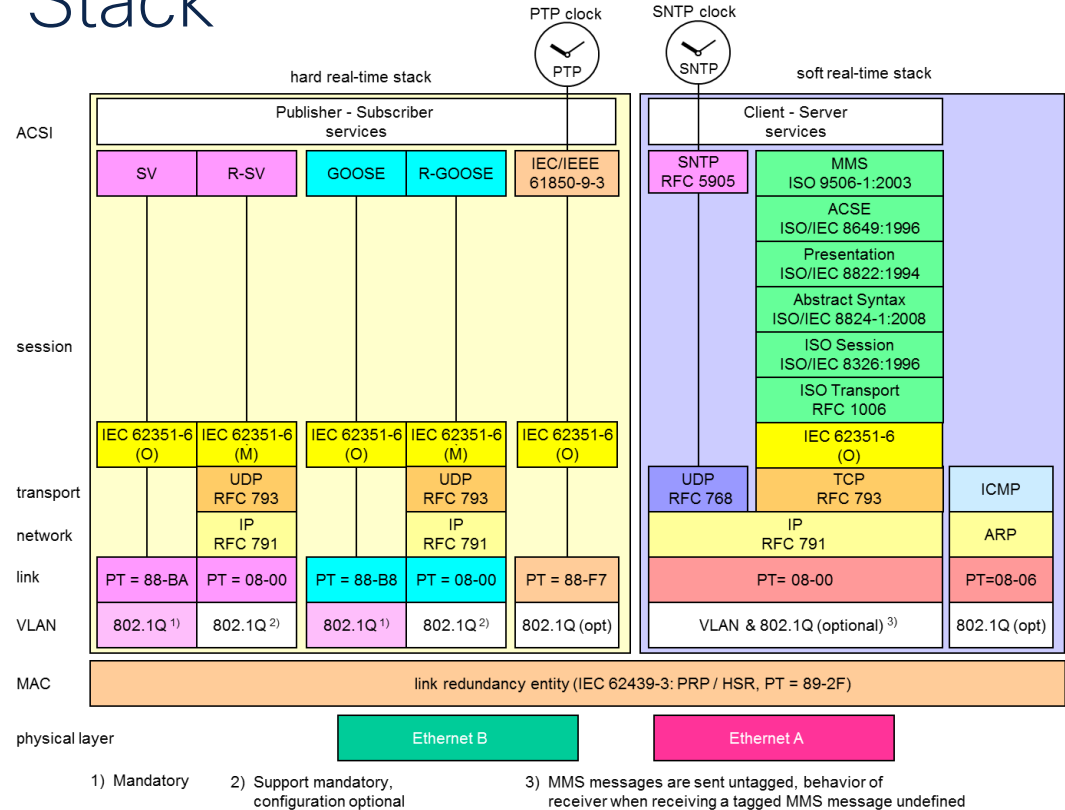 Stack
PTP clock
SNTP clock
PTP
SNTP
hard real-time stack
soft real-time stack
ACSI
Publisher - Subscriber
services
Client - Server
services
SV
R-SV
GOOSE
R-GOOSE
IEC/IEEE
61850-9-3
SNTP
RFC 5905
MMS
ISO 9506-1:2003
ACSE
ISO/IEC 8649:1996
Presentation
ISO/IEC 8822:1994
Abstract Syntax
ISO/IEC 8824-1:2008
session
ISO Session
ISO/IEC 8326:1996
ISO Transport
RFC 1006
IEC 62351-6
(O)
IEC 62351-6
(M)
IEC 62351-6
(O)
IEC 62351-6
(M)
IEC 62351-6
(O)
IEC 62351-6
(O)
transport
UDP
RFC 793
UDP
RFC 793
UDP
RFC 768
TCP
RFC 793
ICMP
network
IP
RFC 791
IP
RFC 791
IP
RFC 791
ARP
link
PT = 88-BA
PT = 08-00
PT = 88-B8
PT = 08-00
PT = 88-F7
PT= 08-00
PT=08-06
VLAN
802.1Q 1)
802.1Q 2)
802.1Q 1)
802.1Q 2)
802.1Q (opt)
VLAN & 802.1Q (optional) 3)
802.1Q (opt)
MAC
link redundancy entity (IEC 62439-3: PRP / HSR, PT = 89-2F)
physical layer
Ethernet B
Ethernet A
1) Mandatory
2) Support mandatory,
configuration optional
3) MMS messages are sent untagged, behavior of
receiver when receiving a tagged MMS message undefined